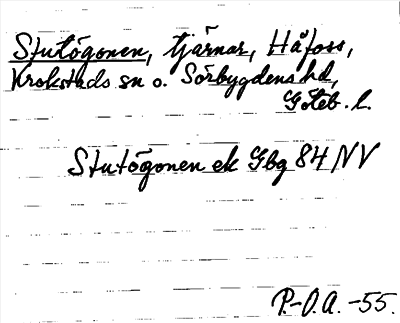 Stutögonen, tjärnar, Håfoss,
Krokstads sn o. Sörbygdens hd,
Göteb. l.
Stutögonen ek Gbg 84 NV
P.-O.A. -55.